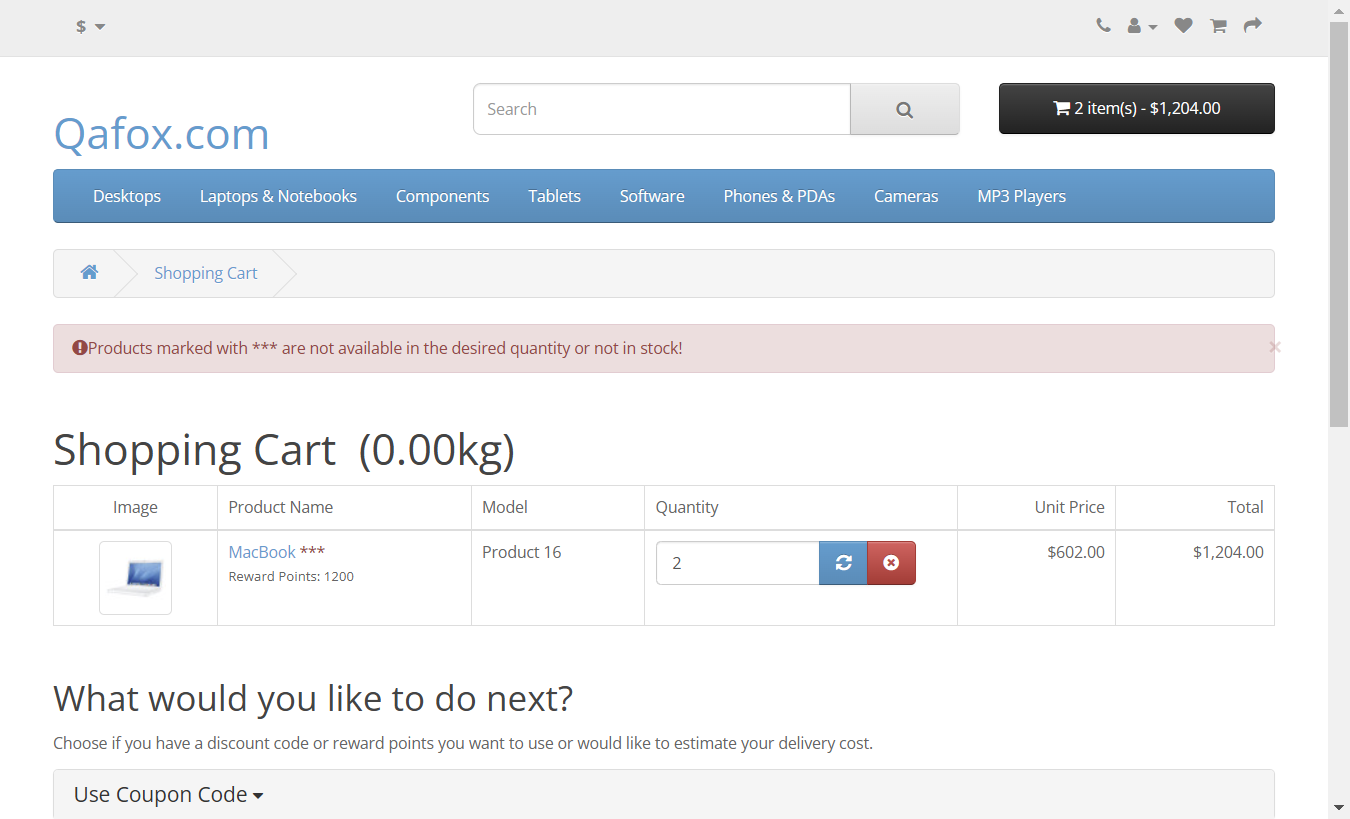 $
Search
2 item(s) - $1,204.00
Qafox.com
Desktops Laptops & Notebooks Components Tablets Software Phones & PDAs Cameras MP3 Players
Shopping Cart
Products marked with *** are not available in the desired quantity or not in stock!
×
Shopping Cart (0.00kg)
Image Product Name Model Quantity Unit Price Total
MacBook *** Product 16 2 $602.00 $1,204.00
Reward Points: 1200
What would you like to do next?
Choose if you have a discount code or reward points you want to use or would like to estimate your delivery cost.
Use Coupon Code